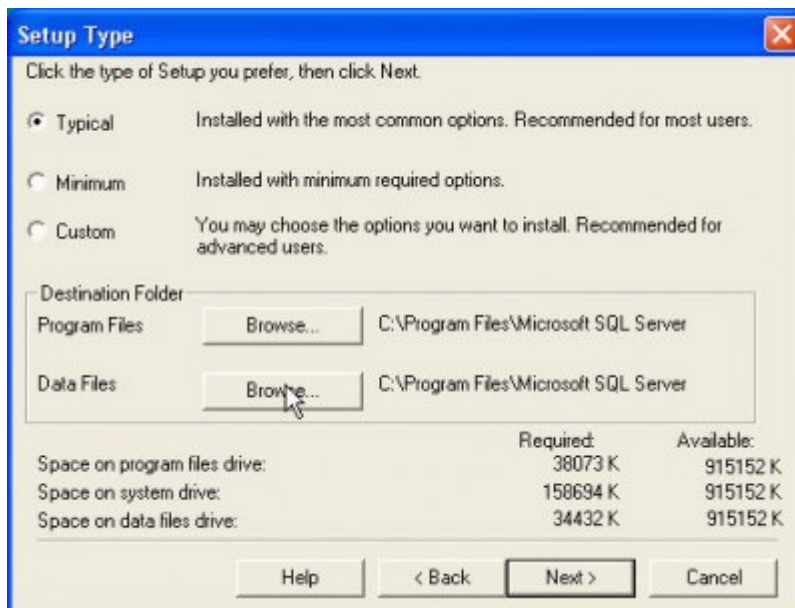 Setup Type
Click the type of Setup you prefer, then click Next.
Typical Installed with the most common options. Recommended for most users.
Minimum Installed with minimum required options.
Custom You may choose the options you want to install. Recommended for
advanced users.
Destination Folder
Program Files Browse... C:\Program Files\Microsoft SQL Server
Data Files Browse... C:\Program Files\Microsoft SQL Server
Required: Available:
Space on program files drive: 38073 K 915152 K
Space on system drive: 158694 K 915152 K
Space on data files drive: 34432 K 915152 K
Help < Back Next > Cancel